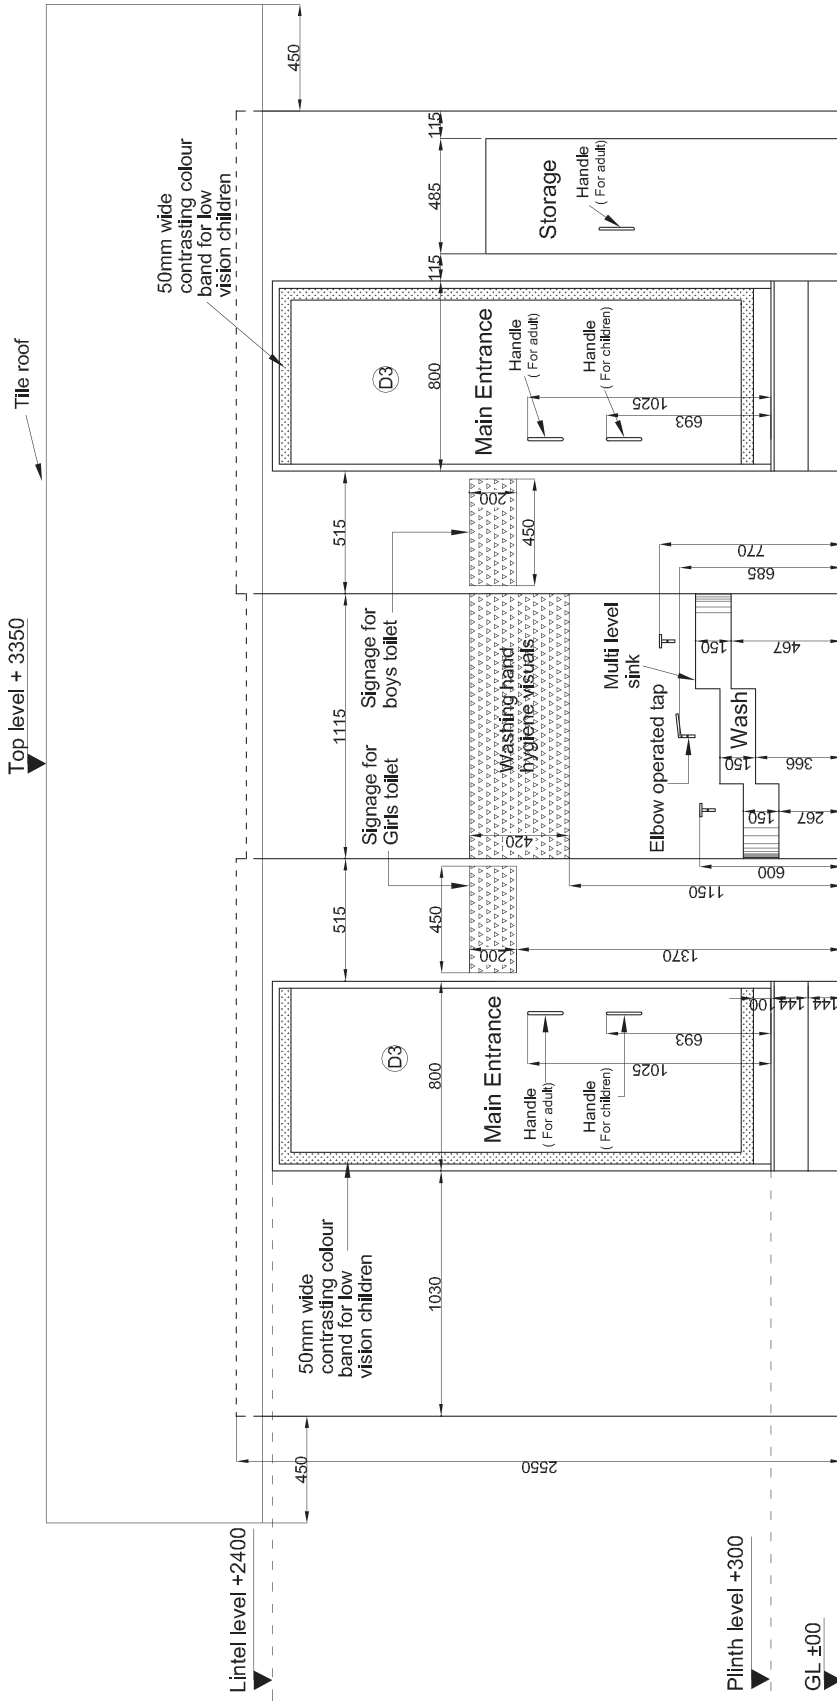 Tile roof
Top level + 3350
Lintel level +2400
Plinth level +300
GL ±00
450
450
2550
50mm wide
contrasting colour
band for low
vision children
50mm wide
contrasting colour
band for low
vision children
1030
800
515
1115
515
800
115
485
115
D3
Main Entrance
Handle
( For adult)
Handle
( For children)
1025
693
100
144
144
Signage for
Girls toilet
450
200
1370
Signage for
boys toilet
200
450
Washing hand
hygiene visuals
420
1150
Elbow operated tap
Multi level
sink
Wash
150
150
150
600
267
366
467
685
770
D3
Main Entrance
Handle
( For adult)
Handle
( For children)
1025
693
Storage
Handle
( For adult)